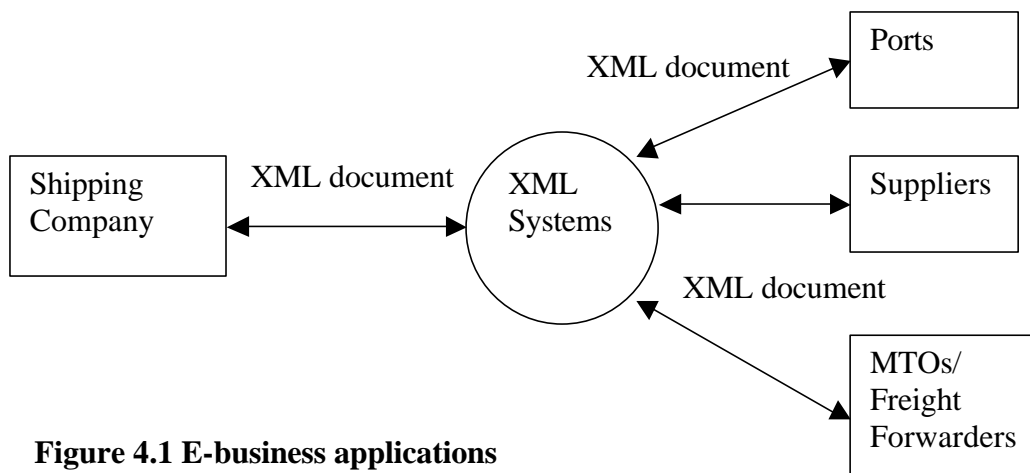 Ports
XML document
Shipping
Company
XML document
XML
Systems
Suppliers
XML document
MTOs/
Freight
Forwarders
Figure 4.1 E-business applications